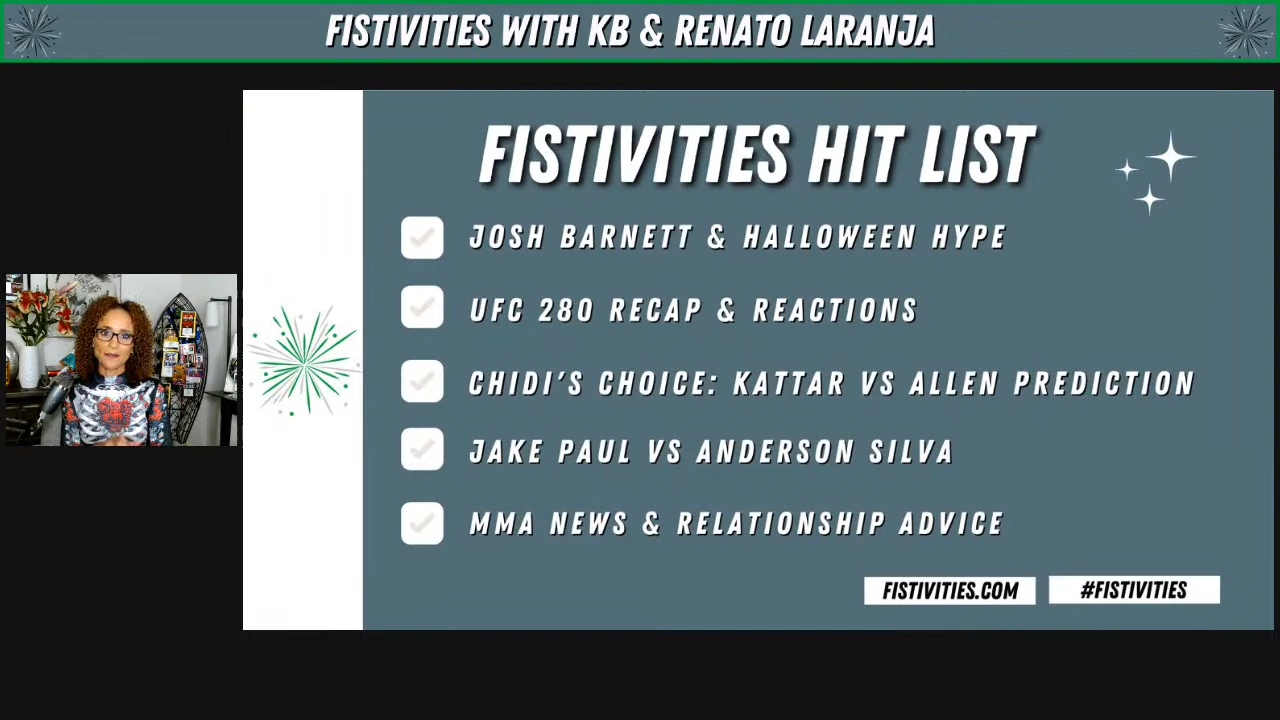 FISTIVITIES WITH KB & RENATO LARANJA
FISTIVITIES HIT LIST
JOSH BARNETT & HALLOWEEN HYPE
UFC 280 RECAP & REACTIONS
CHIDI'S CHOICE: KATTAR VS ALLEN PREDICTION
JAKE PAUL VS ANDERSON SILVA
MMA NEWS & RELATIONSHIP ADVICE
FISTIVITIES.COM
#FISTIVITIES